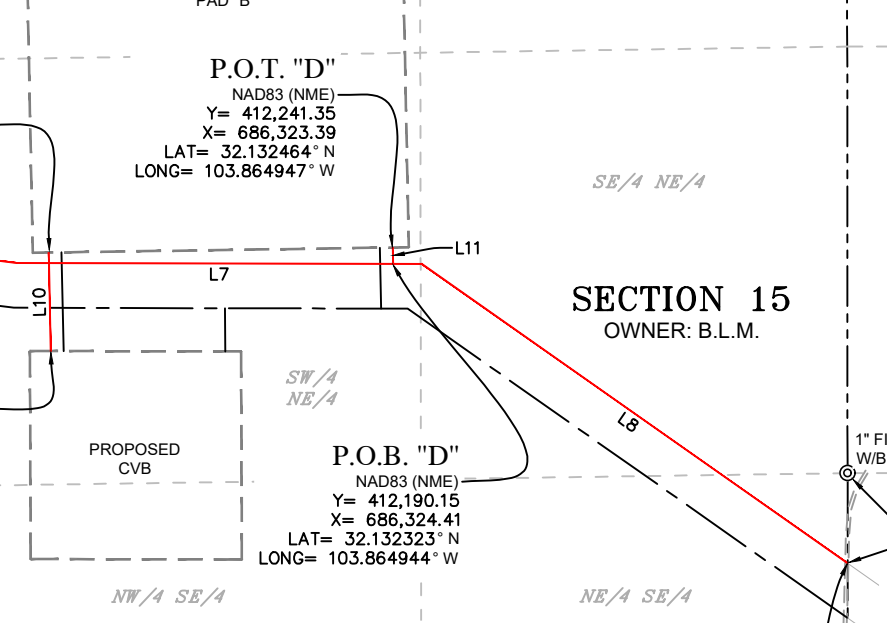 PAD "B"
P.O.T. "D"
NAD83 (NME)
Y= 412,241.35
X= 686,323.39
LAT= 32.132464° N
LONG= 103.864947° W
SE/4 NE/4
L11
L7
L10
SECTION 15
OWNER: B.L.M.
SW/4
NE/4
L8
PROPOSED
CVB
P.O.B. "D"
NAD83 (NME)
Y= 412,190.15
X= 686,324.41
LAT= 32.132323° N
LONG= 103.864944° W
1"
W/B
NW/4 SE/4
NE/4 SE/4